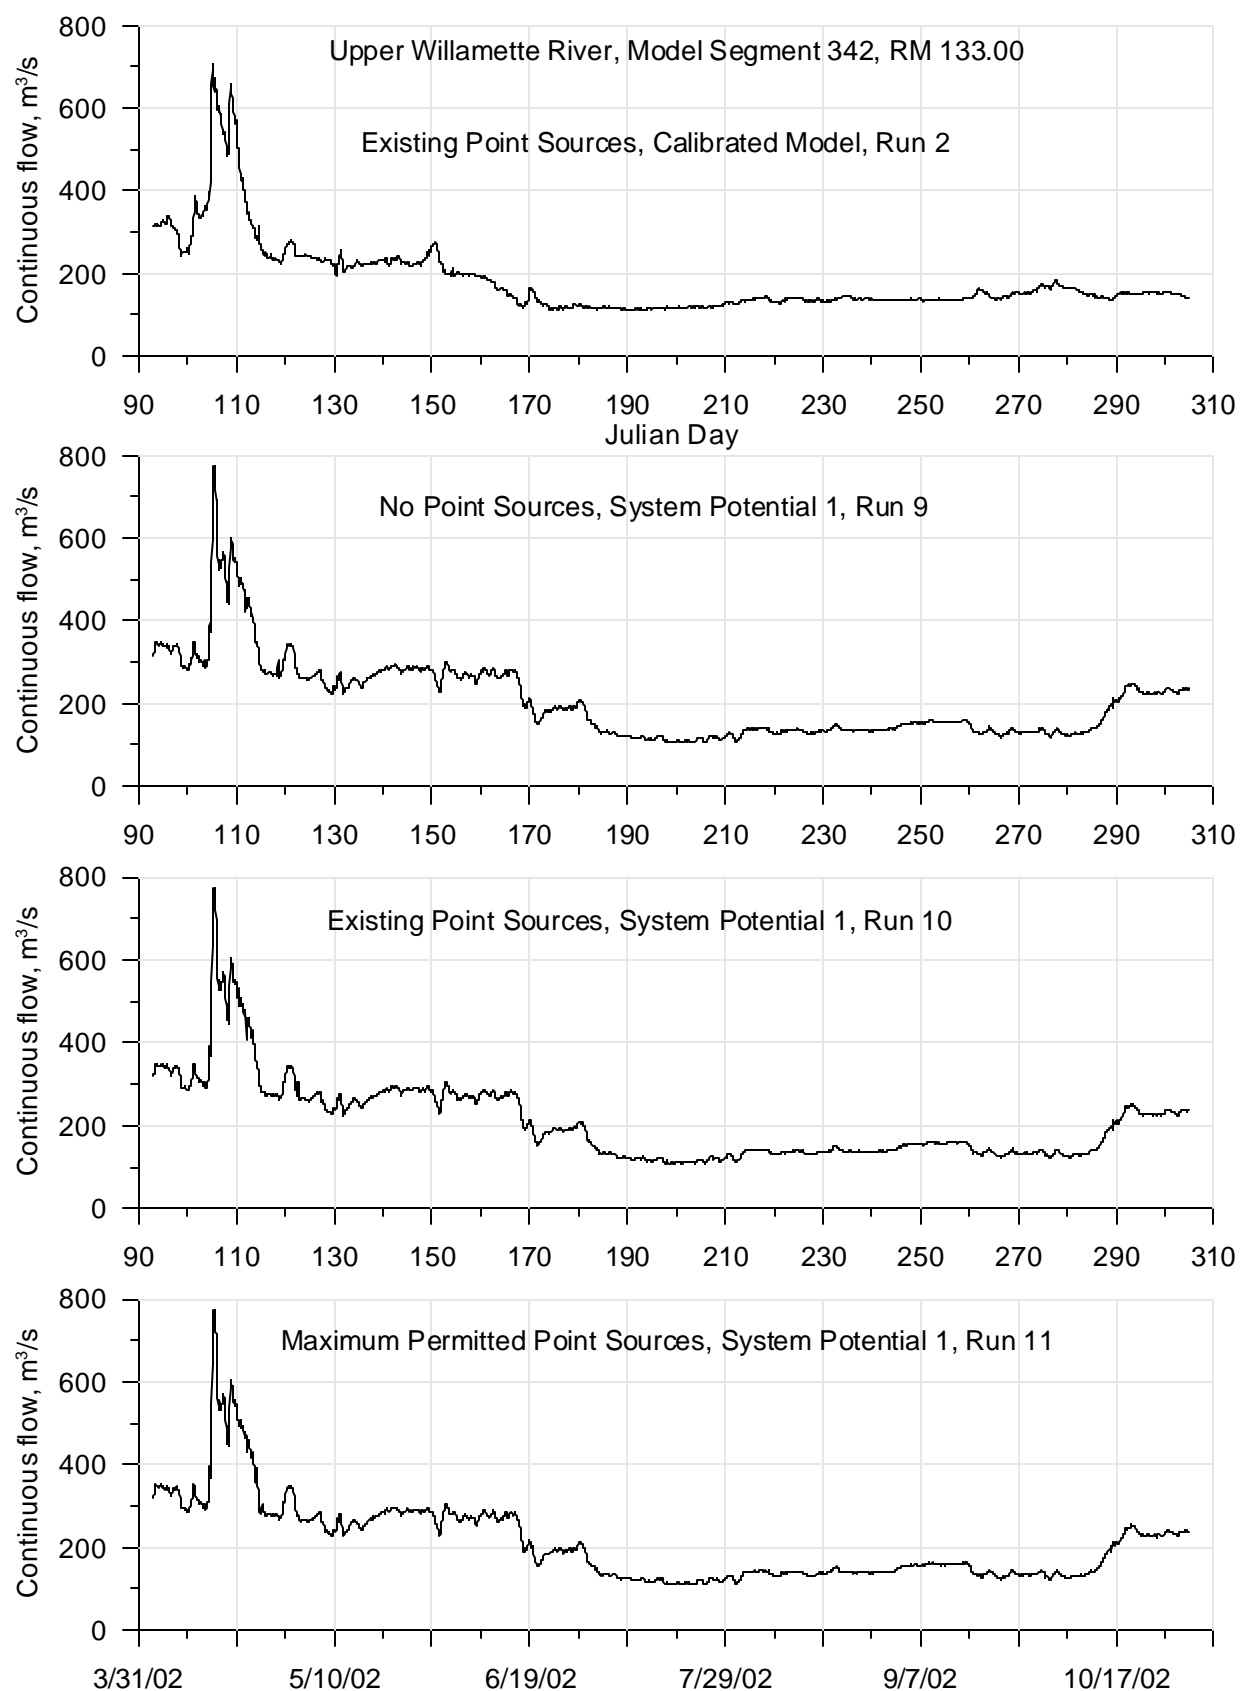 800
Upper Willamette River, Model Segment 342, RM 133.00
600
Existing Point Sources, Calibrated Model, Run 2
400
200
0
Continuous flow, m³/s
90 110 130 150 170 190 210 230 250 270 290 310
Julian Day
800
No Point Sources, System Potential 1, Run 9
600
400
200
0
Continuous flow, m³/s
90 110 130 150 170 190 210 230 250 270 290 310
800
Existing Point Sources, System Potential 1, Run 10
600
400
200
0
Continuous flow, m³/s
90 110 130 150 170 190 210 230 250 270 290 310
800
Maximum Permitted Point Sources, System Potential 1, Run 11
600
400
200
0
Continuous flow, m³/s
3/31/02 5/10/02 6/19/02 7/29/02 9/7/02 10/17/02